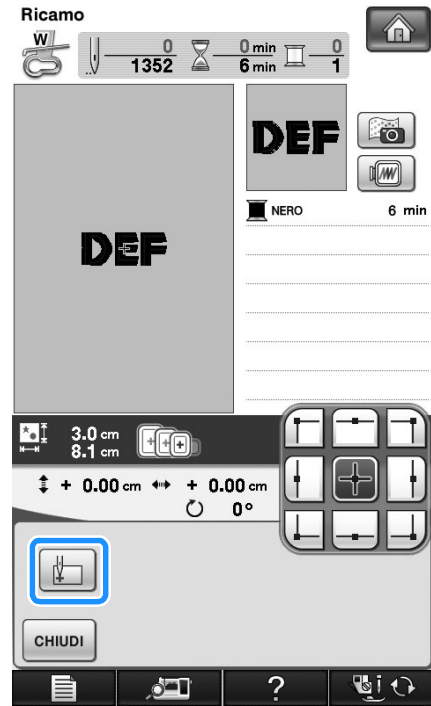 Ricamo
W
0 0 min 0
1352 6 min 1
DEF
DEF
NERO 6 min
3.0 cm
8.1 cm
+ 0.00 cm + 0.00 cm
0°
CHIUDI
?